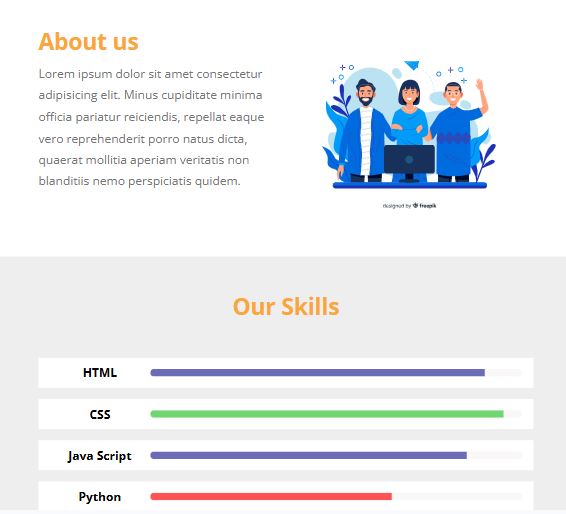 About us
Lorem ipsum dolor sit amet consectetur
adipisicing elit. Minus cupiditate minima
officia pariatur reiciendis, repellat eaque
vero reprehenderit porro natus dicta,
quaerat mollitia aperiam veritatis non
blanditiis nemo perspiciatis quidem.
designed by freepik
Our Skills
HTML
CSS
Java Script
Python